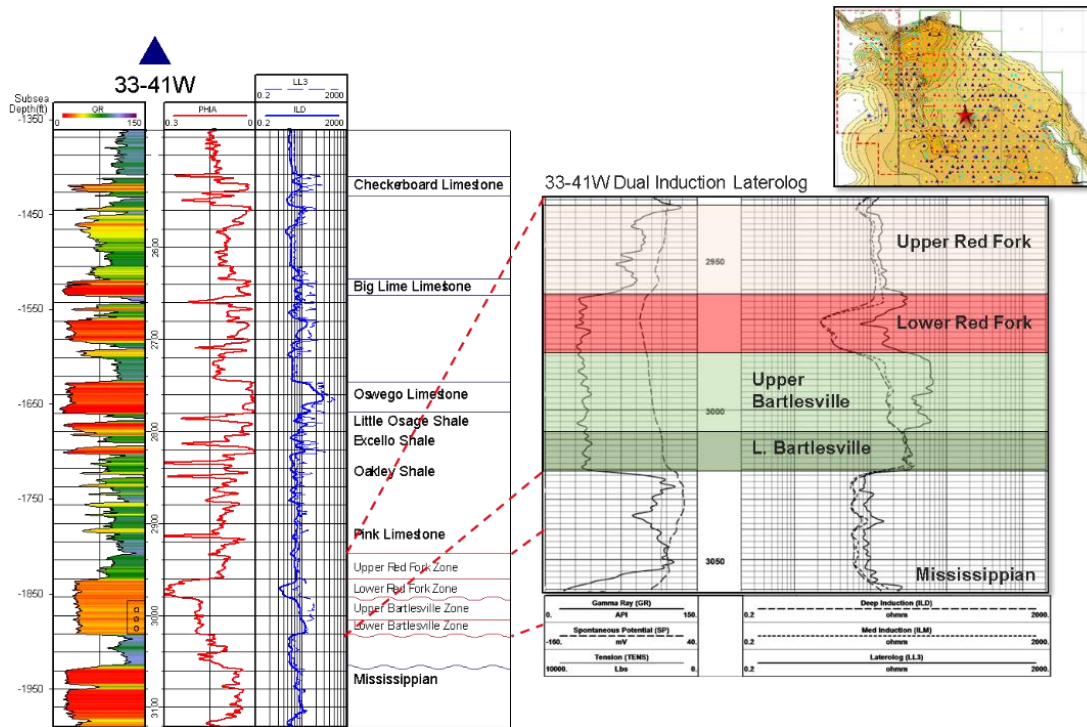 33-41W
LL3
0.2 2000
Subsea
Depth(ft)
GR
0 150
PHIA
0.3 0
ILD
0.2 2000
-1350
-1450
-1550
-1650
-1750
-1850
-1950
2600
2700
2800
2900
3000
3100
Checkerboard Limestone
Big Lime Limestone
Oswego Limestone
Little Osage Shale
Excello Shale
Oakley Shale
Pink Limestone
Upper Red Fork Zone
Lower Red Fork Zone
Upper Bartlesville Zone
Lower Bartlesville Zone
Mississippian
33-41W Dual Induction Laterolog
2950
3000
3050
Upper Red Fork
Lower Red Fork
Upper
Bartlesville
L. Bartlesville
Mississippian
Gamma Ray (GR)
0. API 150.
Spontaneous Potential (SP)
-160. mV 40.
Tension (TENS)
10000. Lbs 0.
Deep Induction (ILD)
0.2 ohmm 2000.
Med Induction (ILM)
0.2 ohmm 2000.
Laterolog (LL3)
0.2 ohmm 2000.